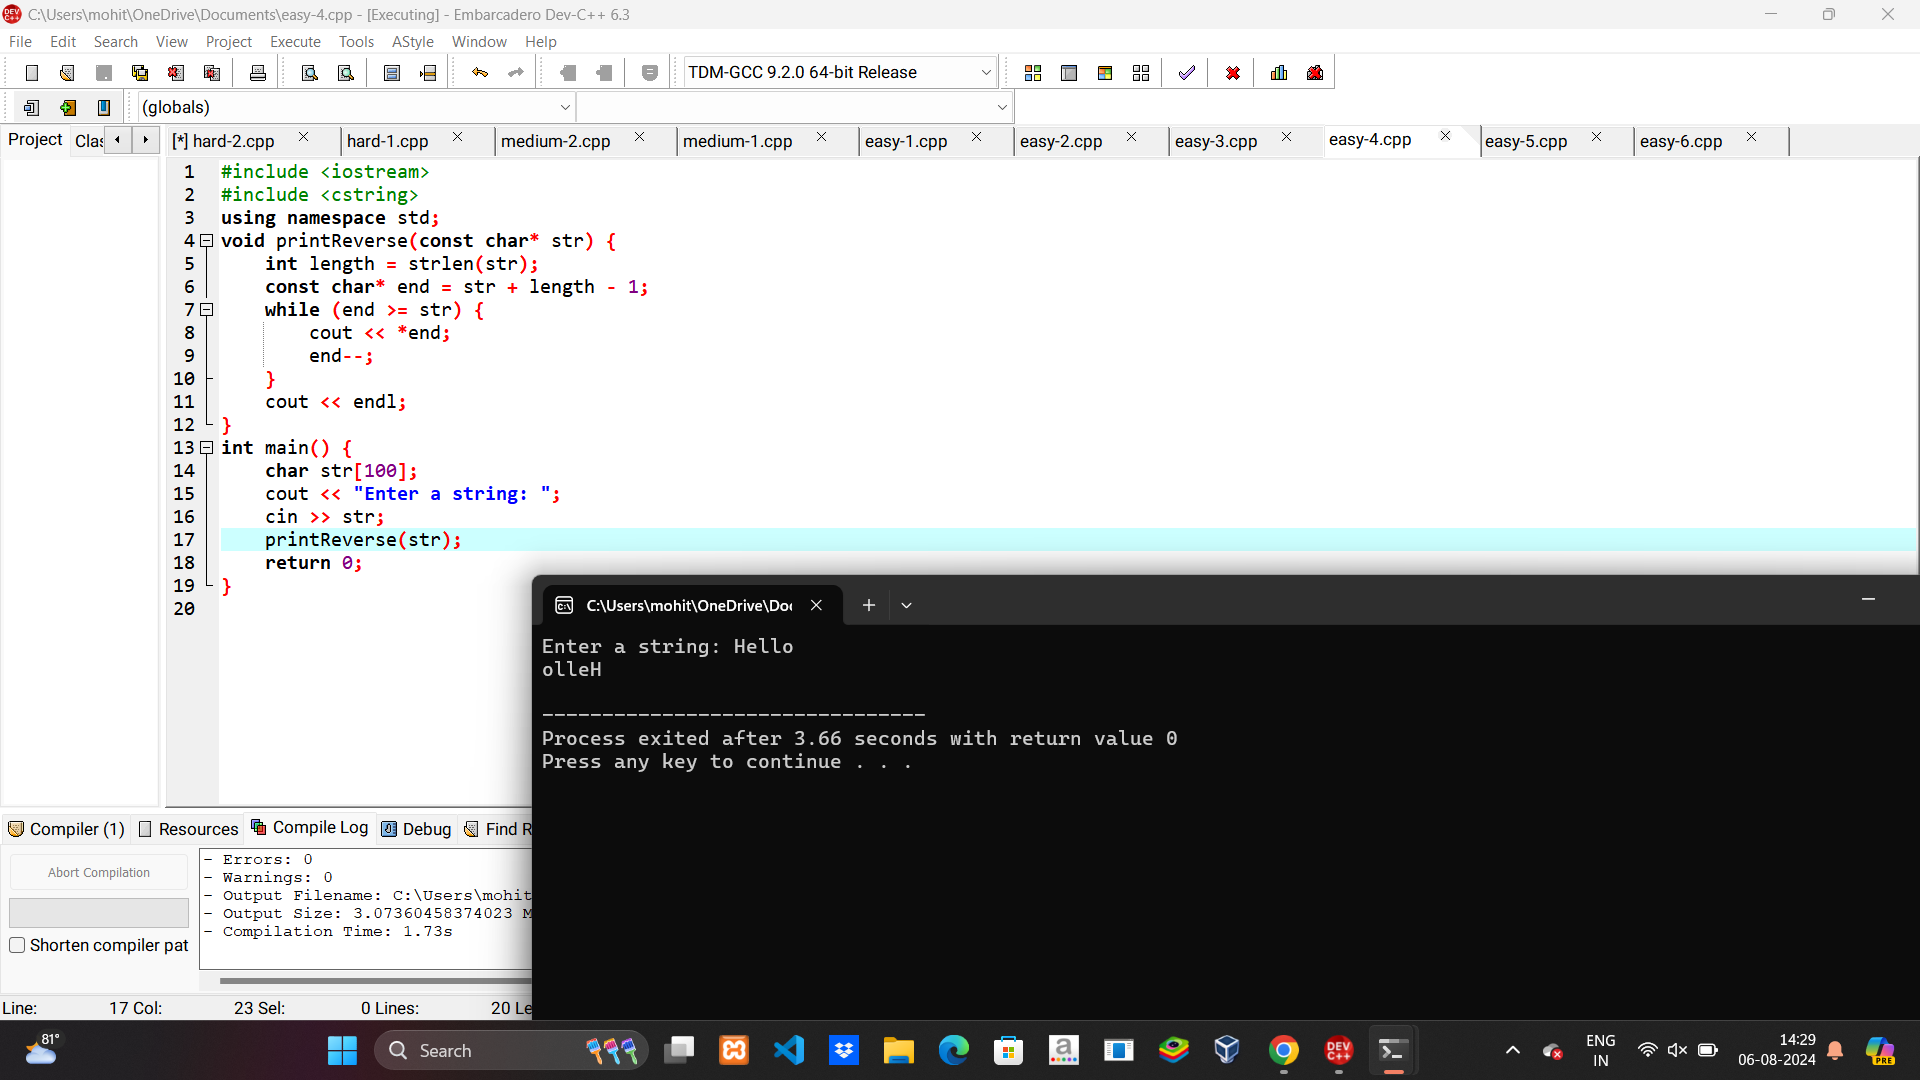 C:\Users\mohit\OneDrive\Documents\easy-4.cpp - [Executing] - Embarcadero Dev-C++ 6.3
File Edit Search View Project Execute Tools AStyle Window Help
TDM-GCC 9.2.0 64-bit Release
(globals)
Project Clas [*] hard-2.cpp hard-1.cpp medium-2.cpp medium-1.cpp easy-1.cpp easy-2.cpp easy-3.cpp easy-4.cpp easy-5.cpp easy-6.cpp
1 #include <iostream>
2 #include <cstring>
3 using namespace std;
4 void printReverse(const char* str) {
5 int length = strlen(str);
6 const char* end = str + length - 1;
7 while (end >= str) {
8 cout << *end;
9 end--;
10 }
11 cout << endl;
12 }
13 int main() {
14 char str[100];
15 cout << "Enter a string: ";
16 cin >> str;
17 printReverse(str);
18 return 0;
19 }
20
C:\Users\mohit\OneDrive\Doc
Enter a string: Hello
olleH
--------------------------------
Process exited after 3.66 seconds with return value 0
Press any key to continue . . .
Compiler (1) Resources Compile Log Debug Find R
Abort Compilation
Shorten compiler pat
- Errors: 0
- Warnings: 0
- Output Filename: C:\Users\mohit
- Output Size: 3.07360458374023 M
- Compilation Time: 1.73s
Line: 17 Col: 23 Sel: 0 Lines: 20 Le
81°
Search
DEV C++
ENG
IN
14:29
06-08-2024
PRE